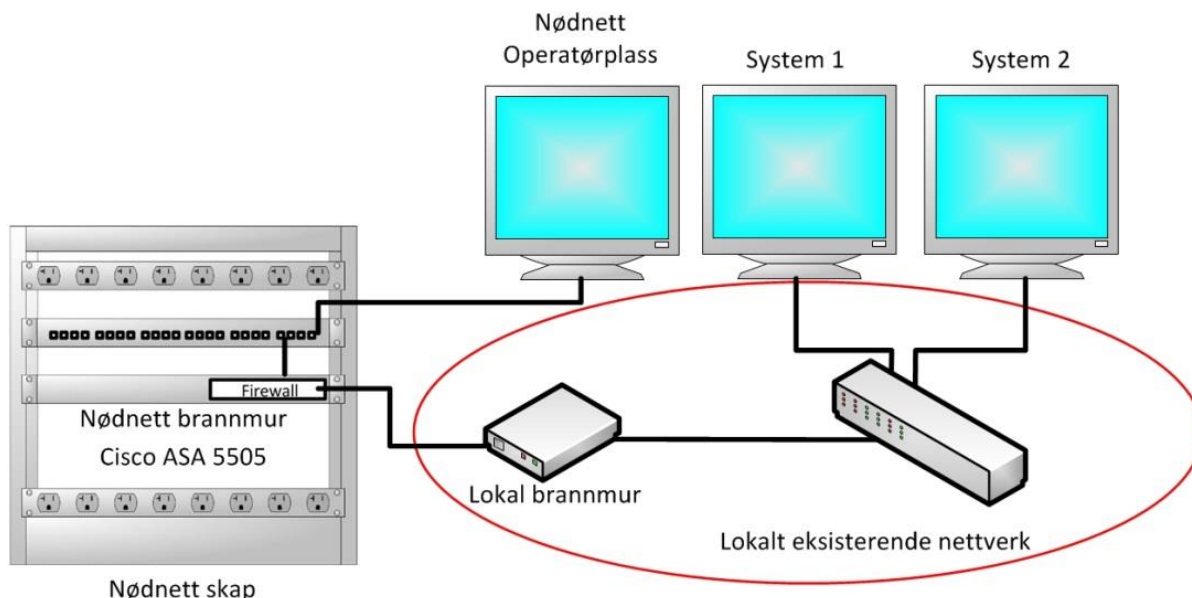 Nødnett
Operatørplass
System 1
System 2
Firewall
Nødnett brannmur
Cisco ASA 5505
Lokal brannmur
Lokalt eksisterende nettverk
Nødnett skap